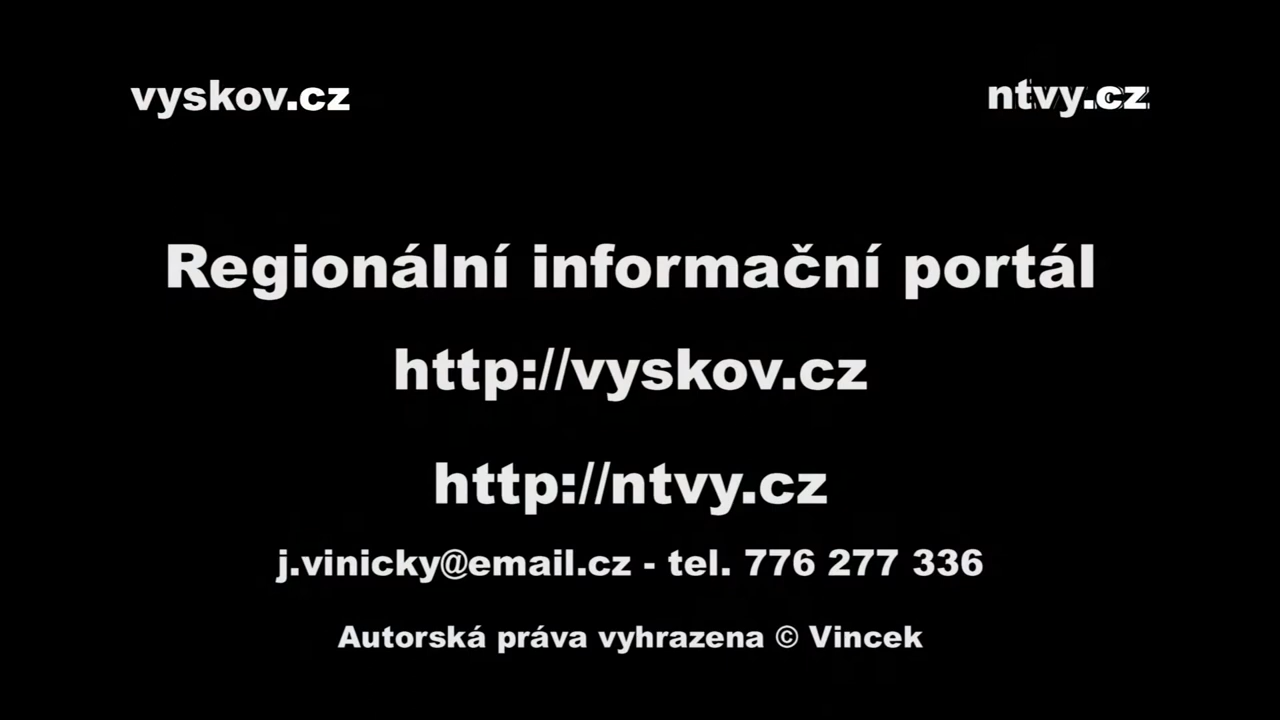 vyskov.cz ntvy.cz
Regionální informační portál
http://vyskov.cz
http://ntvy.cz
j.vinicky@email.cz - tel. 776 277 336
Autorská práva vyhrazena © Vincek